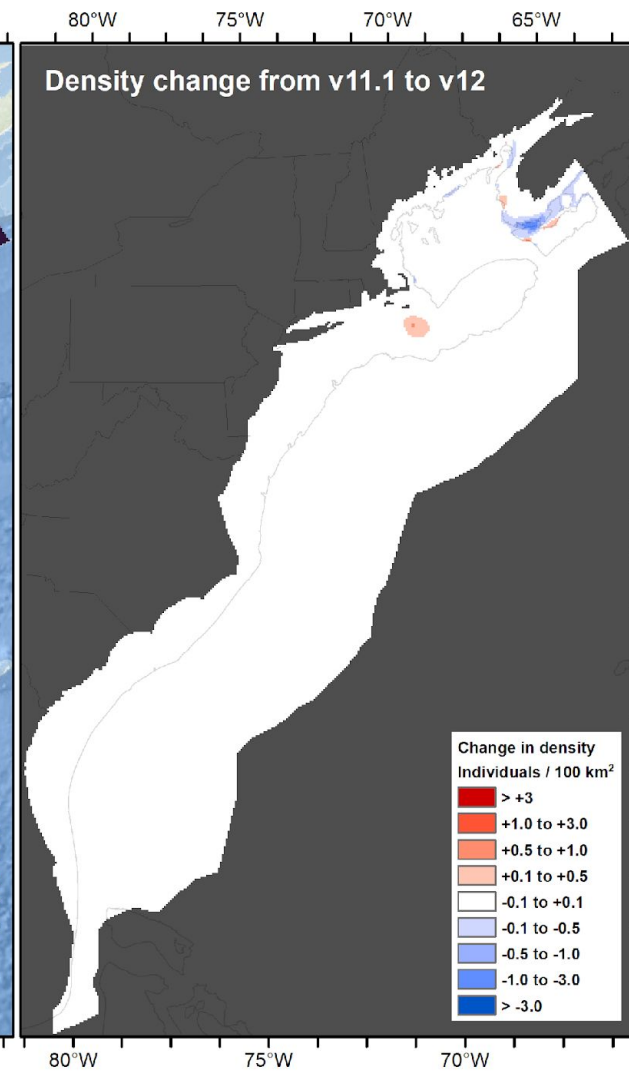 80°W 75°W 70°W 65°W
Density change from v11.1 to v12
Change in density
Individuals / 100 km²
> +3
+1.0 to +3.0
+0.5 to +1.0
+0.1 to +0.5
-0.1 to +0.1
-0.1 to -0.5
-0.5 to -1.0
-1.0 to -3.0
> -3.0
80°W 75°W 70°W